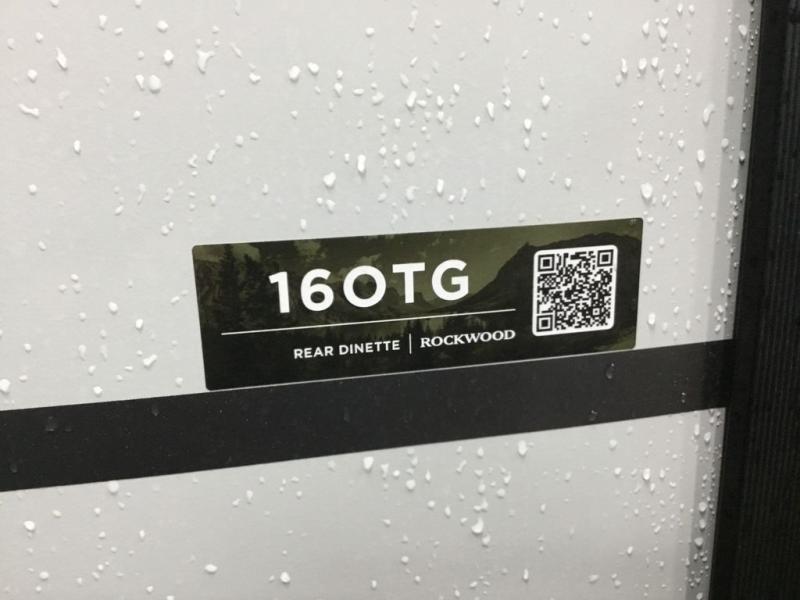 16OTG
REAR DINETTE | ROCKWOOD